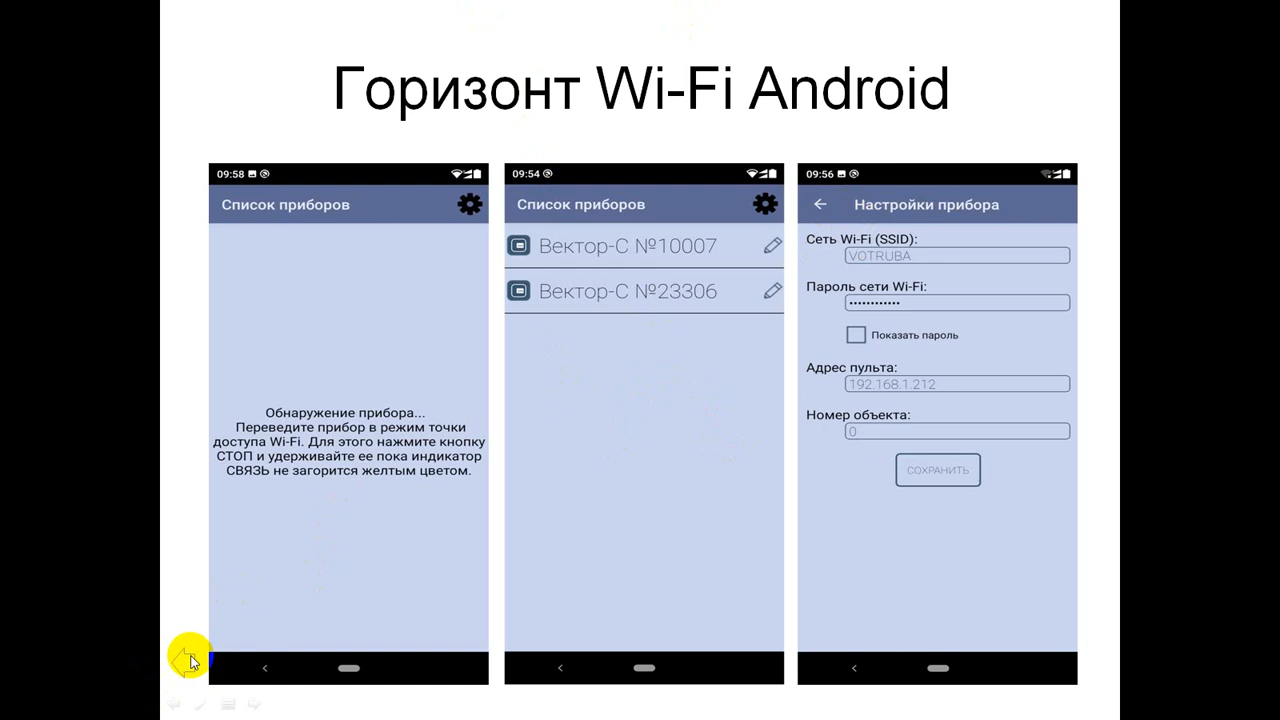 Горизонт Wi-Fi Android
09:58
Список приборов
Обнаружение прибора...
Переведите прибор в режим точки
доступа Wi-Fi. Для этого нажмите кнопку
СТОП и удерживайте ее пока индикатор
СВЯЗЬ не загорится желтым цветом.
09:54
Список приборов
Вектор-С №10007
Вектор-С №23306
09:56
Настройки прибора
Сеть Wi-Fi (SSID):
VOTRUBA
Пароль сети Wi-Fi:
••••••••••••
Показать пароль
Адрес пульта:
192.168.1.212
Номер объекта:
0
СОХРАНИТЬ